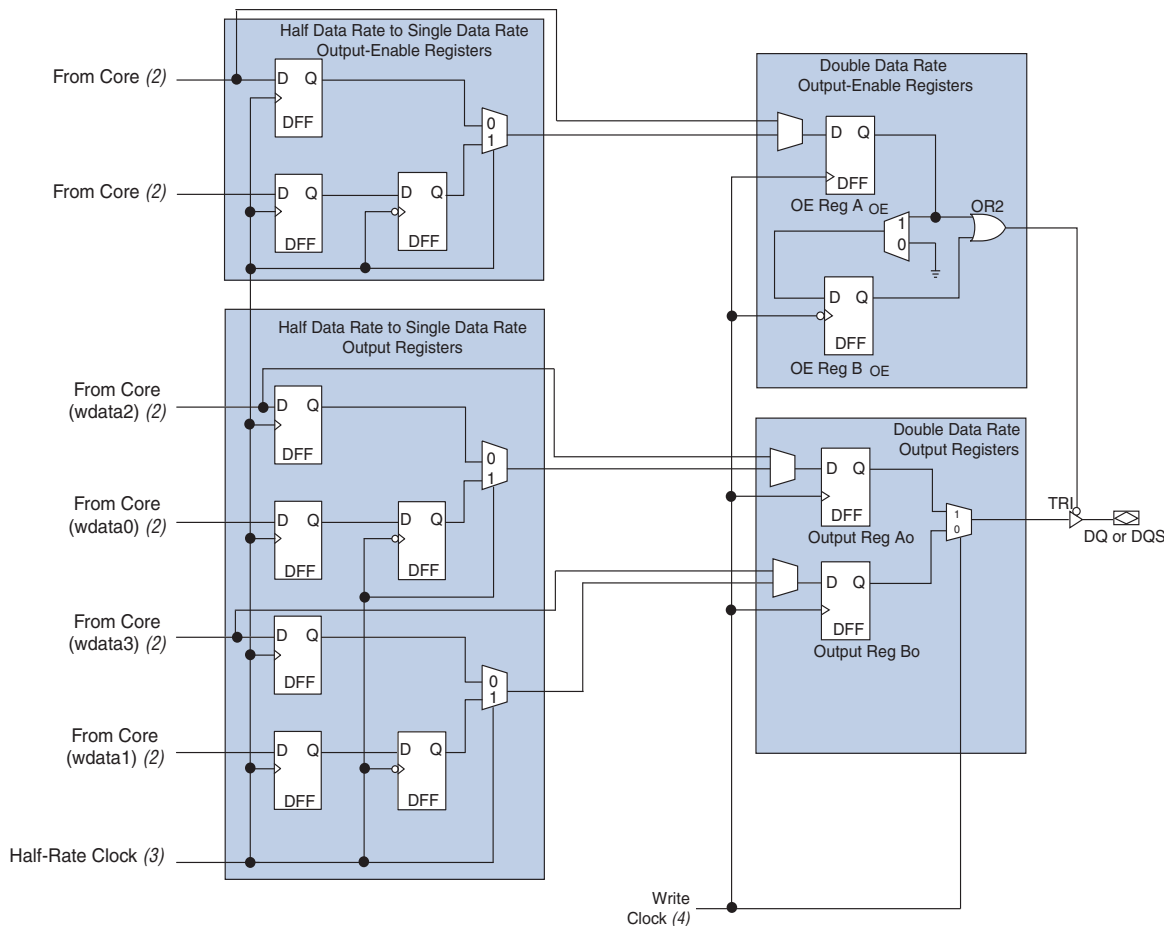 Half Data Rate to Single Data Rate
Output-Enable Registers
From Core (2)
D Q
DFF
0
1
From Core (2)
D Q
DFF
D Q
DFF
Double Data Rate
Output-Enable Registers
D Q
DFF
OE Reg A OE
OR2
1
0
D Q
DFF
OE Reg B OE
Half Data Rate to Single Data Rate
Output Registers
From Core
(wdata2) (2)
D Q
DFF
0
1
From Core
(wdata0) (2)
D Q
DFF
D Q
DFF
From Core
(wdata3) (2)
D Q
DFF
0
1
From Core
(wdata1) (2)
D Q
DFF
D Q
DFF
Half-Rate Clock (3)
Double Data Rate
Output Registers
D Q
DFF
Output Reg Ao
1
0
D Q
DFF
Output Reg Bo
TRI
DQ or DQS
Write
Clock (4)